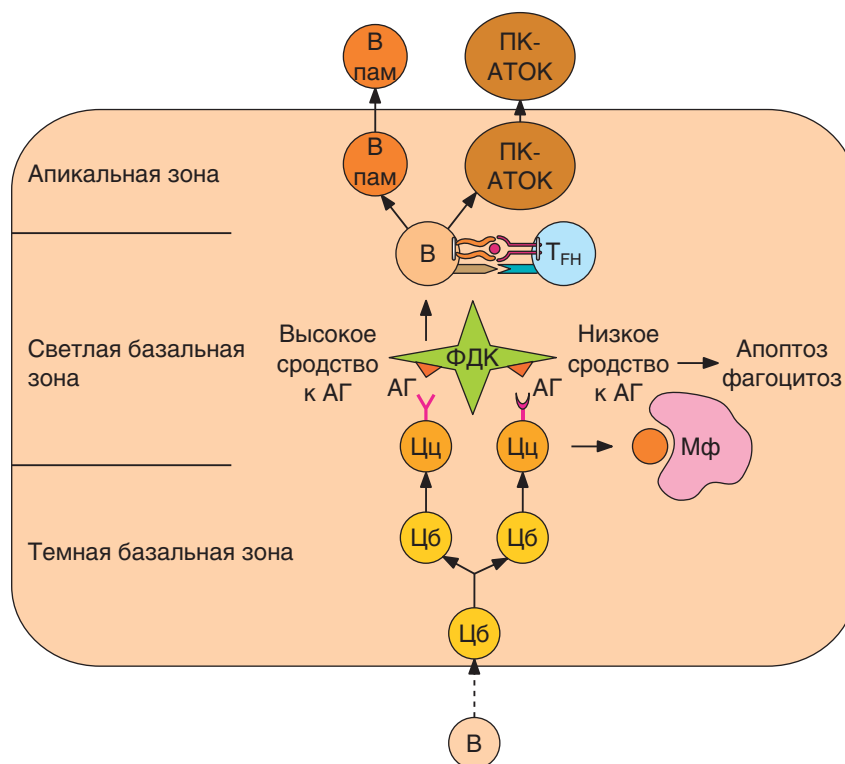 В
пам
ПК-
АТОК
Апикальная зона
В
пам
ПК-
АТОК
В
TFH
Светлая базальная
зона
Высокое
сродство
к АГ
ФДК
АГ
АГ
Низкое
сродство
к АГ
Апоптоз
фагоцитоз
Цц
Цц
Мф
Темная базальная зона
Цб
Цб
Цб
В